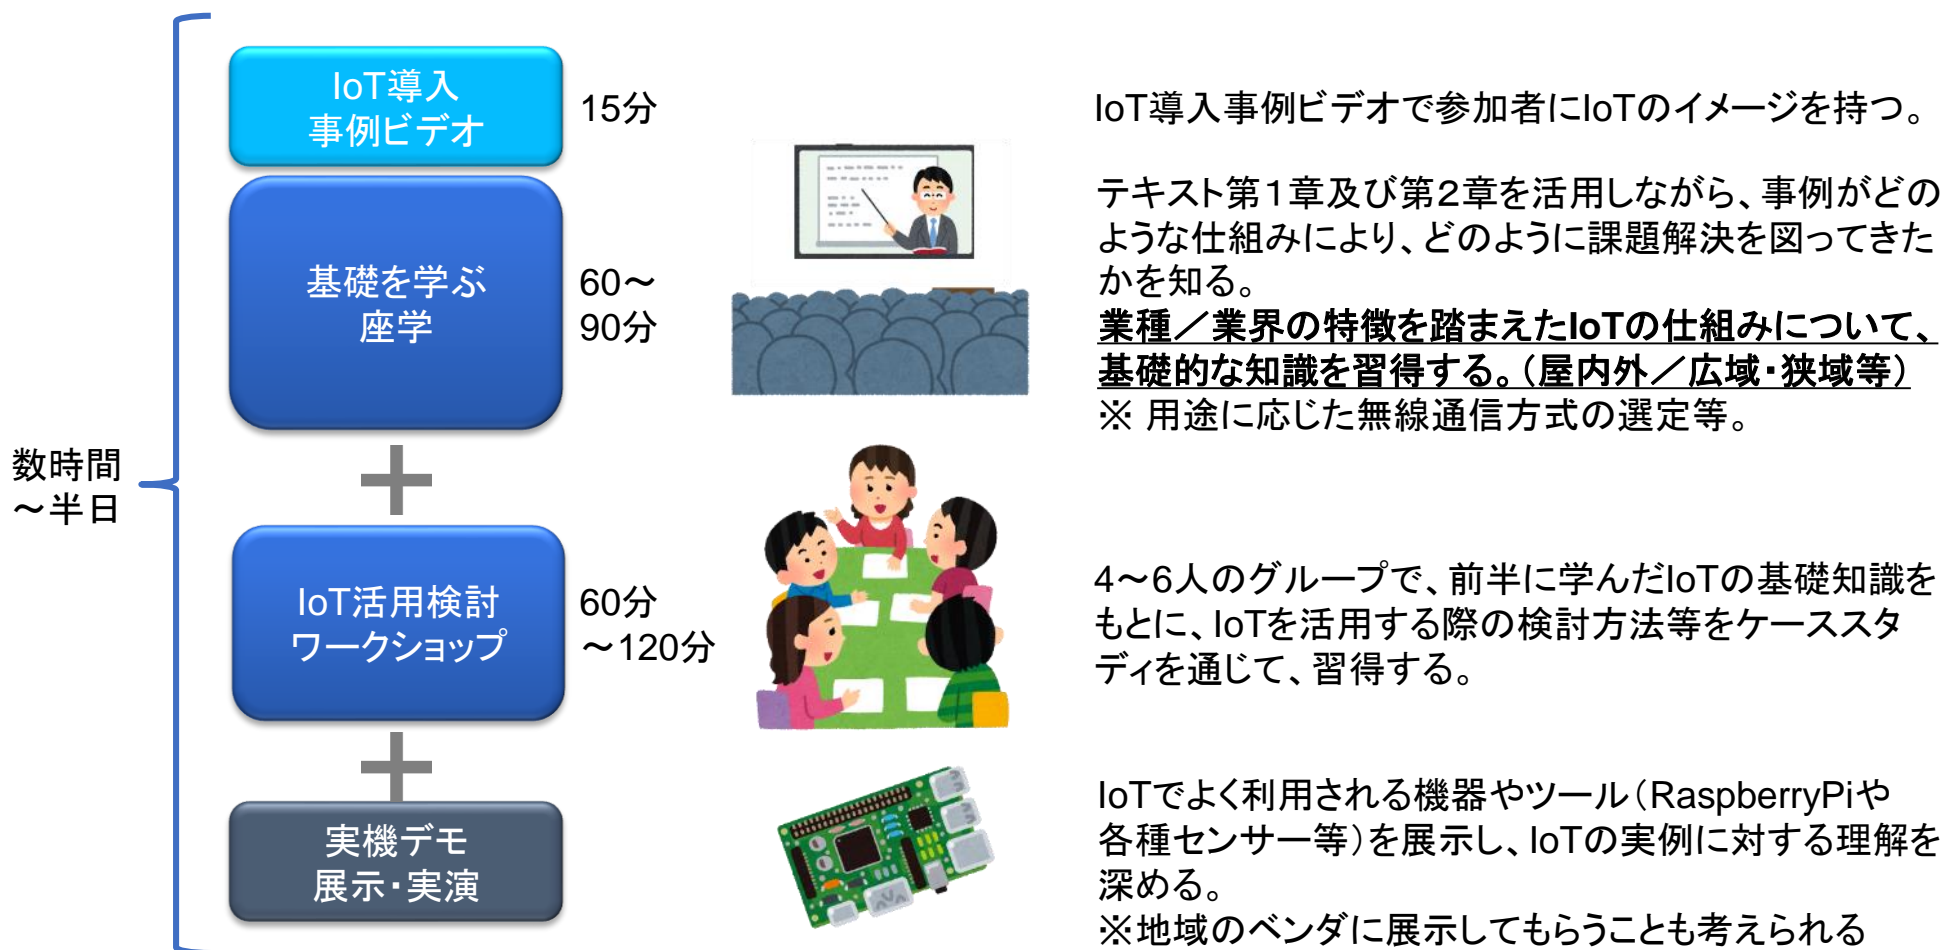 IoT導入
事例ビデオ
15分
IoT導入事例ビデオで参加者にIoTのイメージを持つ。
基礎を学ぶ
座学
60～
90分
テキスト第１章及び第２章を活用しながら、事例がどの
ような仕組みにより、どのように課題解決を図ってきた
かを知る。
業種／業界の特徴を踏まえたIoTの仕組みについて、
基礎的な知識を習得する。（屋内外／広域・狭域等）
※ 用途に応じた無線通信方式の選定等。
数時間
～半日
IoT活用検討
ワークショップ
60分
～120分
4～6人のグループで、前半に学んだIoTの基礎知識を
もとに、IoTを活用する際の検討方法等をケーススタ
ディを通じて、習得する。
実機デモ
展示・実演
IoTでよく利用される機器やツール（RaspberryPiや
各種センサー等）を展示し、IoTの実例に対する理解を
深める。
※地域のベンダに展示してもらうことも考えられる